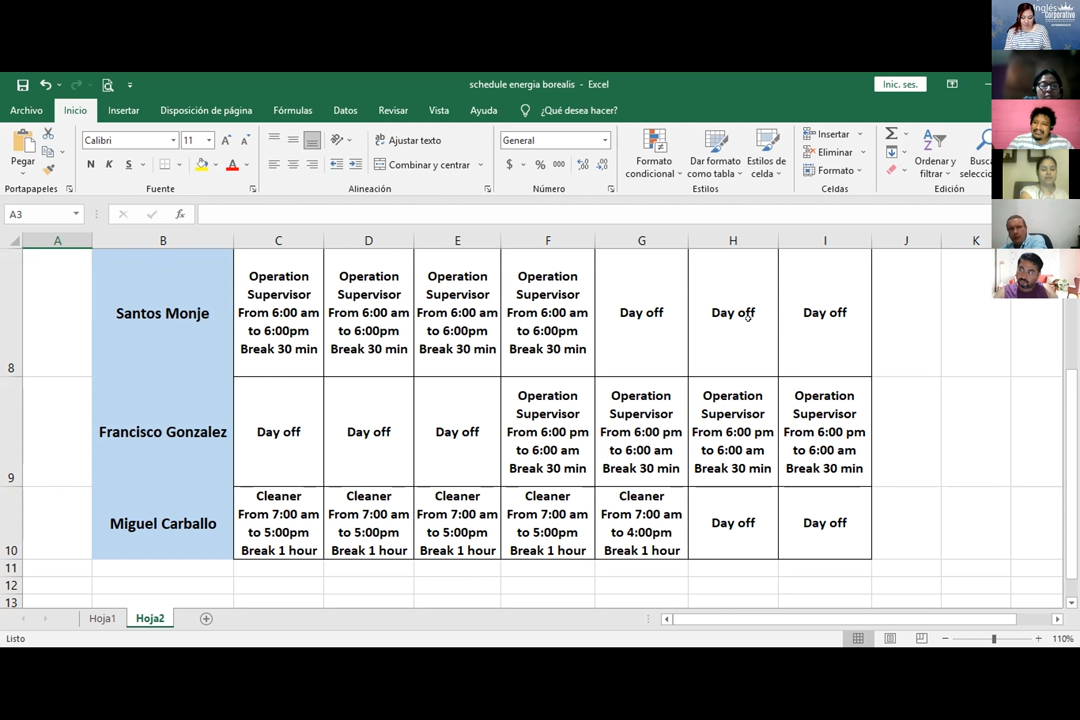 Inglés
Corporativo
schedule energia borealis - Excel
Inic. ses.
Archivo Inicio Insertar Disposición de página Fórmulas Datos Revisar Vista Ayuda ¿Qué desea hacer?
Pegar
Calibri 11
N K S
Ajustar texto
Combinar y centrar
General
$ % 000
Formato condicional
Dar formato como tabla
Estilos de celda
Insertar
Eliminar
Formato
Ordenar y filtrar
Portapapeles Fuente Alineación Número Estilos Celdas Edición
A3 fx
A B C D E F G H I J K
8
Santos Monje
Operation
Supervisor
From 6:00 am
to 6:00pm
Break 30 min
Operation
Supervisor
From 6:00 am
to 6:00pm
Break 30 min
Operation
Supervisor
From 6:00 am
to 6:00pm
Break 30 min
Operation
Supervisor
From 6:00 am
to 6:00pm
Break 30 min
Day off
Day off
Day off
9
Francisco Gonzalez
Day off
Day off
Day off
Operation
Supervisor
From 6:00 pm
to 6:00 am
Break 30 min
Operation
Supervisor
From 6:00 pm
to 6:00 am
Break 30 min
Operation
Supervisor
From 6:00 pm
to 6:00 am
Break 30 min
Operation
Supervisor
From 6:00 pm
to 6:00 am
Break 30 min
10
Miguel Carballo
Cleaner
From 7:00 am
to 5:00pm
Break 1 hour
Cleaner
From 7:00 am
to 5:00pm
Break 1 hour
Cleaner
From 7:00 am
to 5:00pm
Break 1 hour
Cleaner
From 7:00 am
to 5:00pm
Break 1 hour
Cleaner
From 7:00 am
to 4:00pm
Break 1 hour
Day off
Day off
11
12
13
Hoja1 Hoja2
Listo
110%